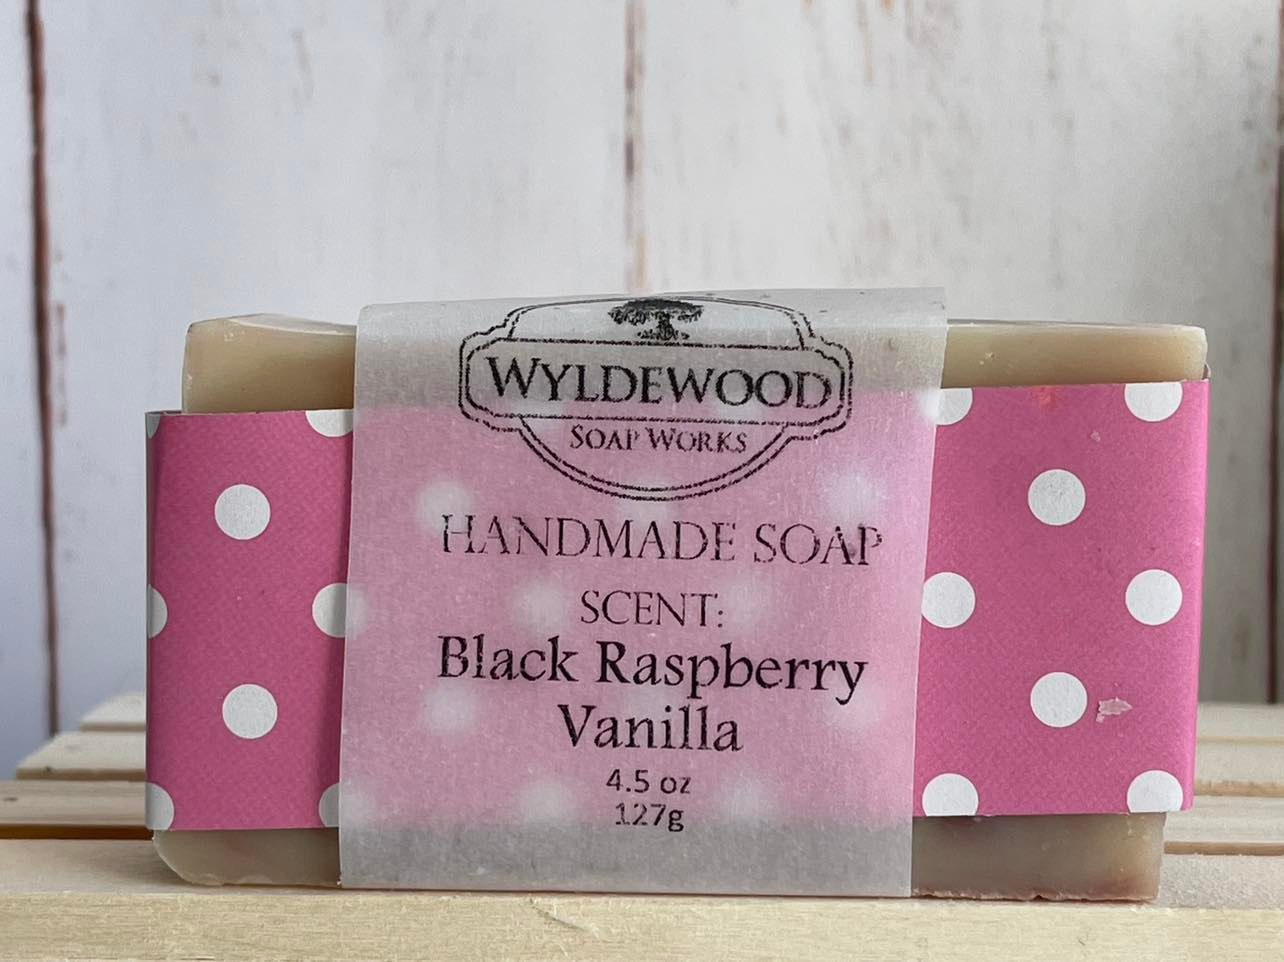 WYLDEWOOD
SOAP WORKS
HANDMADE SOAP
SCENT:
Black Raspberry
Vanilla
4.5 oz
127g